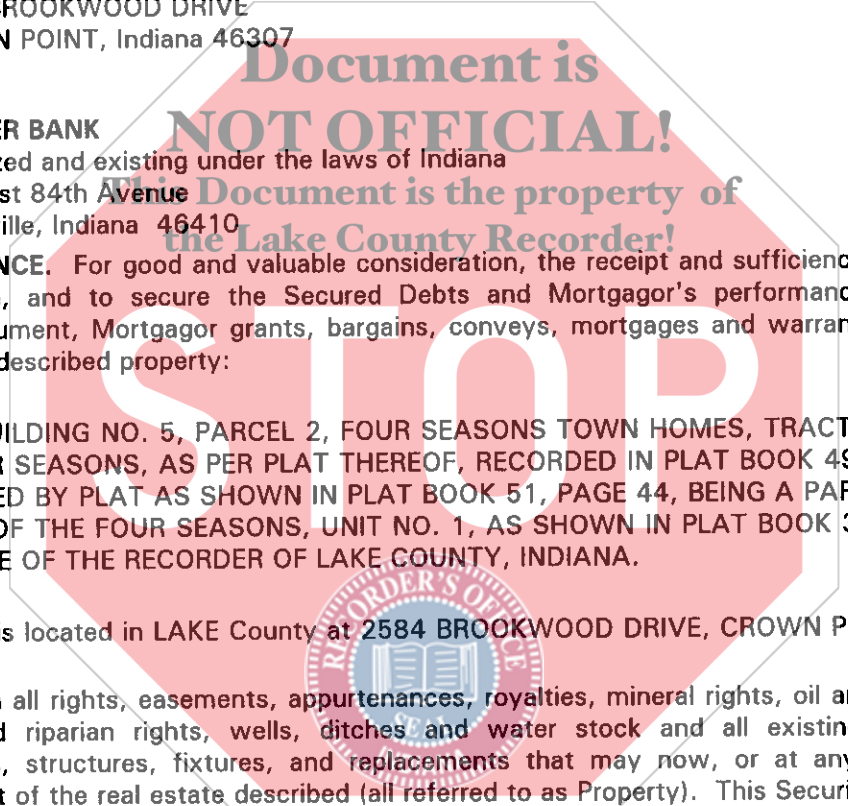 BROOKWOOD DRIVE
N POINT, Indiana 46307
Document is
ER BANK
NOT OFFICIAL!
zed and existing under the laws of Indiana
st 84th Avenue
This Document is the property of
ille, Indiana 46410
the Lake County Recorder!
NCE. For good and valuable consideration, the receipt and sufficienc
, and to secure the Secured Debts and Mortgagor's performanc
ument, Mortgagor grants, bargains, conveys, mortgages and warran
described property:
STOP
ILDING NO. 5, PARCEL 2, FOUR SEASONS TOWN HOMES, TRACT
R SEASONS, AS PER PLAT THEREOF, RECORDED IN PLAT BOOK 49
ED BY PLAT AS SHOWN IN PLAT BOOK 51, PAGE 44, BEING A PAR
OF THE FOUR SEASONS, UNIT NO. 1, AS SHOWN IN PLAT BOOK 3
E OF THE RECORDER OF LAKE COUNTY, INDIANA.
RECORDER'S OFFICE
s located in LAKE County at 2584 BROOKWOOD DRIVE, CROWN P
all rights, easements, appurtenances, royalties, mineral rights, oil a
d riparian rights, wells, ditches and water stock and all existin
SEAL
, structures, fixtures, and replacements that may now, or at any
t of the real estate described (all referred to as Property). This Securi